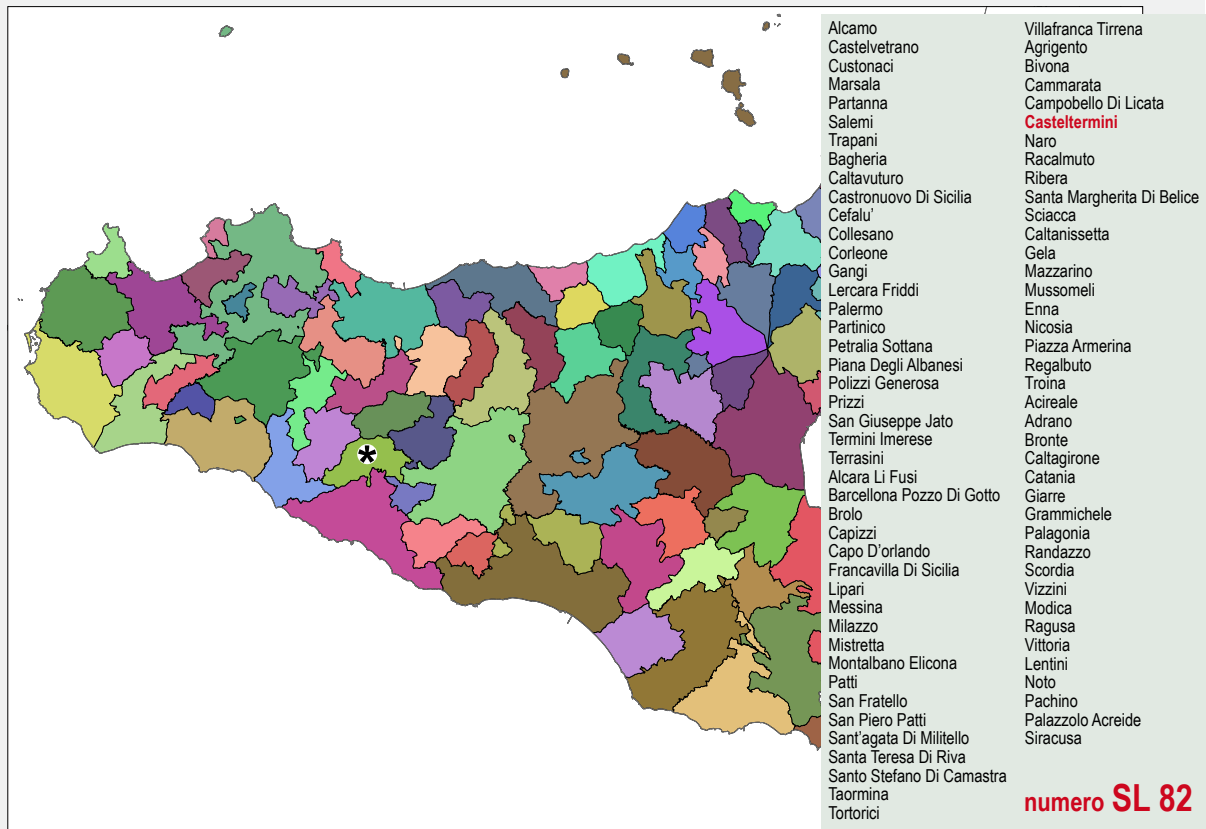 Alcamo
Castelvetrano
Custonaci
Marsala
Partanna
Salemi
Trapani
Bagheria
Caltavuturo
Castronuovo Di Sicilia
Cefalu'
Collesano
Corleone
Gangi
Lercara Friddi
Palermo
Partinico
Petralia Sottana
Piana Degli Albanesi
Polizzi Generosa
Prizzi
San Giuseppe Jato
Termini Imerese
Terrasini
Alcara Li Fusi
Barcellona Pozzo Di Gotto
Brolo
Capizzi
Capo D'orlando
Francavilla Di Sicilia
Lipari
Messina
Milazzo
Mistretta
Montalbano Elicona
Patti
San Fratello
San Piero Patti
Sant'agata Di Militello
Santa Teresa Di Riva
Santo Stefano Di Camastra
Taormina
Tortorici
Villafranca Tirrena
Agrigento
Bivona
Cammarata
Campobello Di Licata
Casteltermini
Naro
Racalmuto
Ribera
Santa Margherita Di Belice
Sciacca
Caltanissetta
Gela
Mazzarino
Mussomeli
Enna
Nicosia
Piazza Armerina
Regalbuto
Troina
Acireale
Adrano
Bronte
Caltagirone
Catania
Giarre
Grammichele
Palagonia
Randazzo
Scordia
Vizzini
Modica
Ragusa
Vittoria
Lentini
Noto
Pachino
Palazzolo Acreide
Siracusa
numero SL 82
*